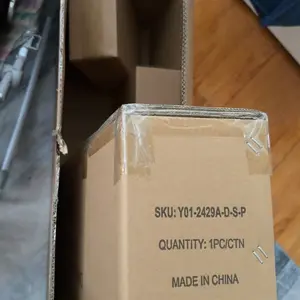 SKU: Y01-2429A-D-S-P
QUANTITY: 1PC/CTN
MADE IN CHINA